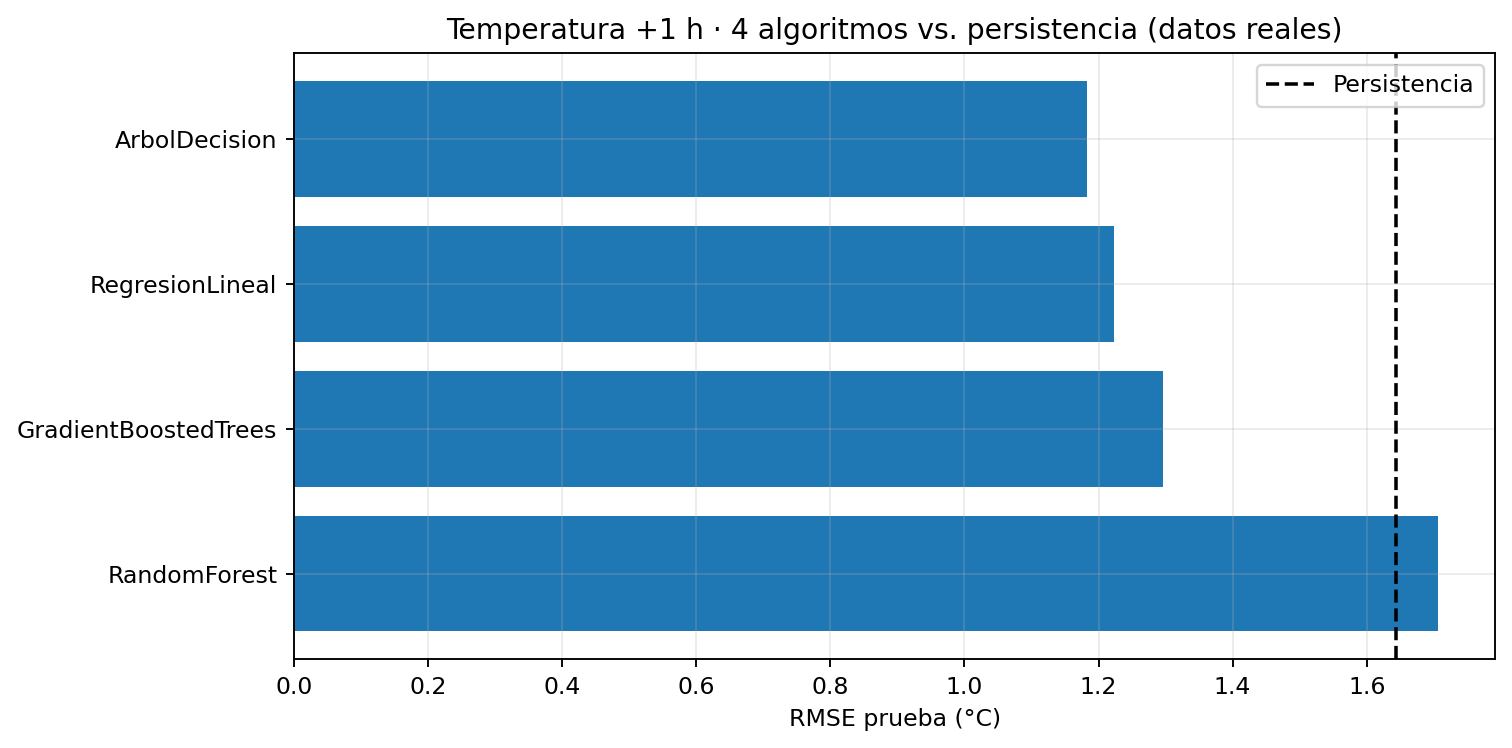 Temperatura +1 h · 4 algoritmos vs. persistencia (datos reales)
Persistencia
ArbolDecision
RegresionLineal
GradientBoostedTrees
RandomForest
0.0 0.2 0.4 0.6 0.8 1.0 1.2 1.4 1.6
RMSE prueba (°C)